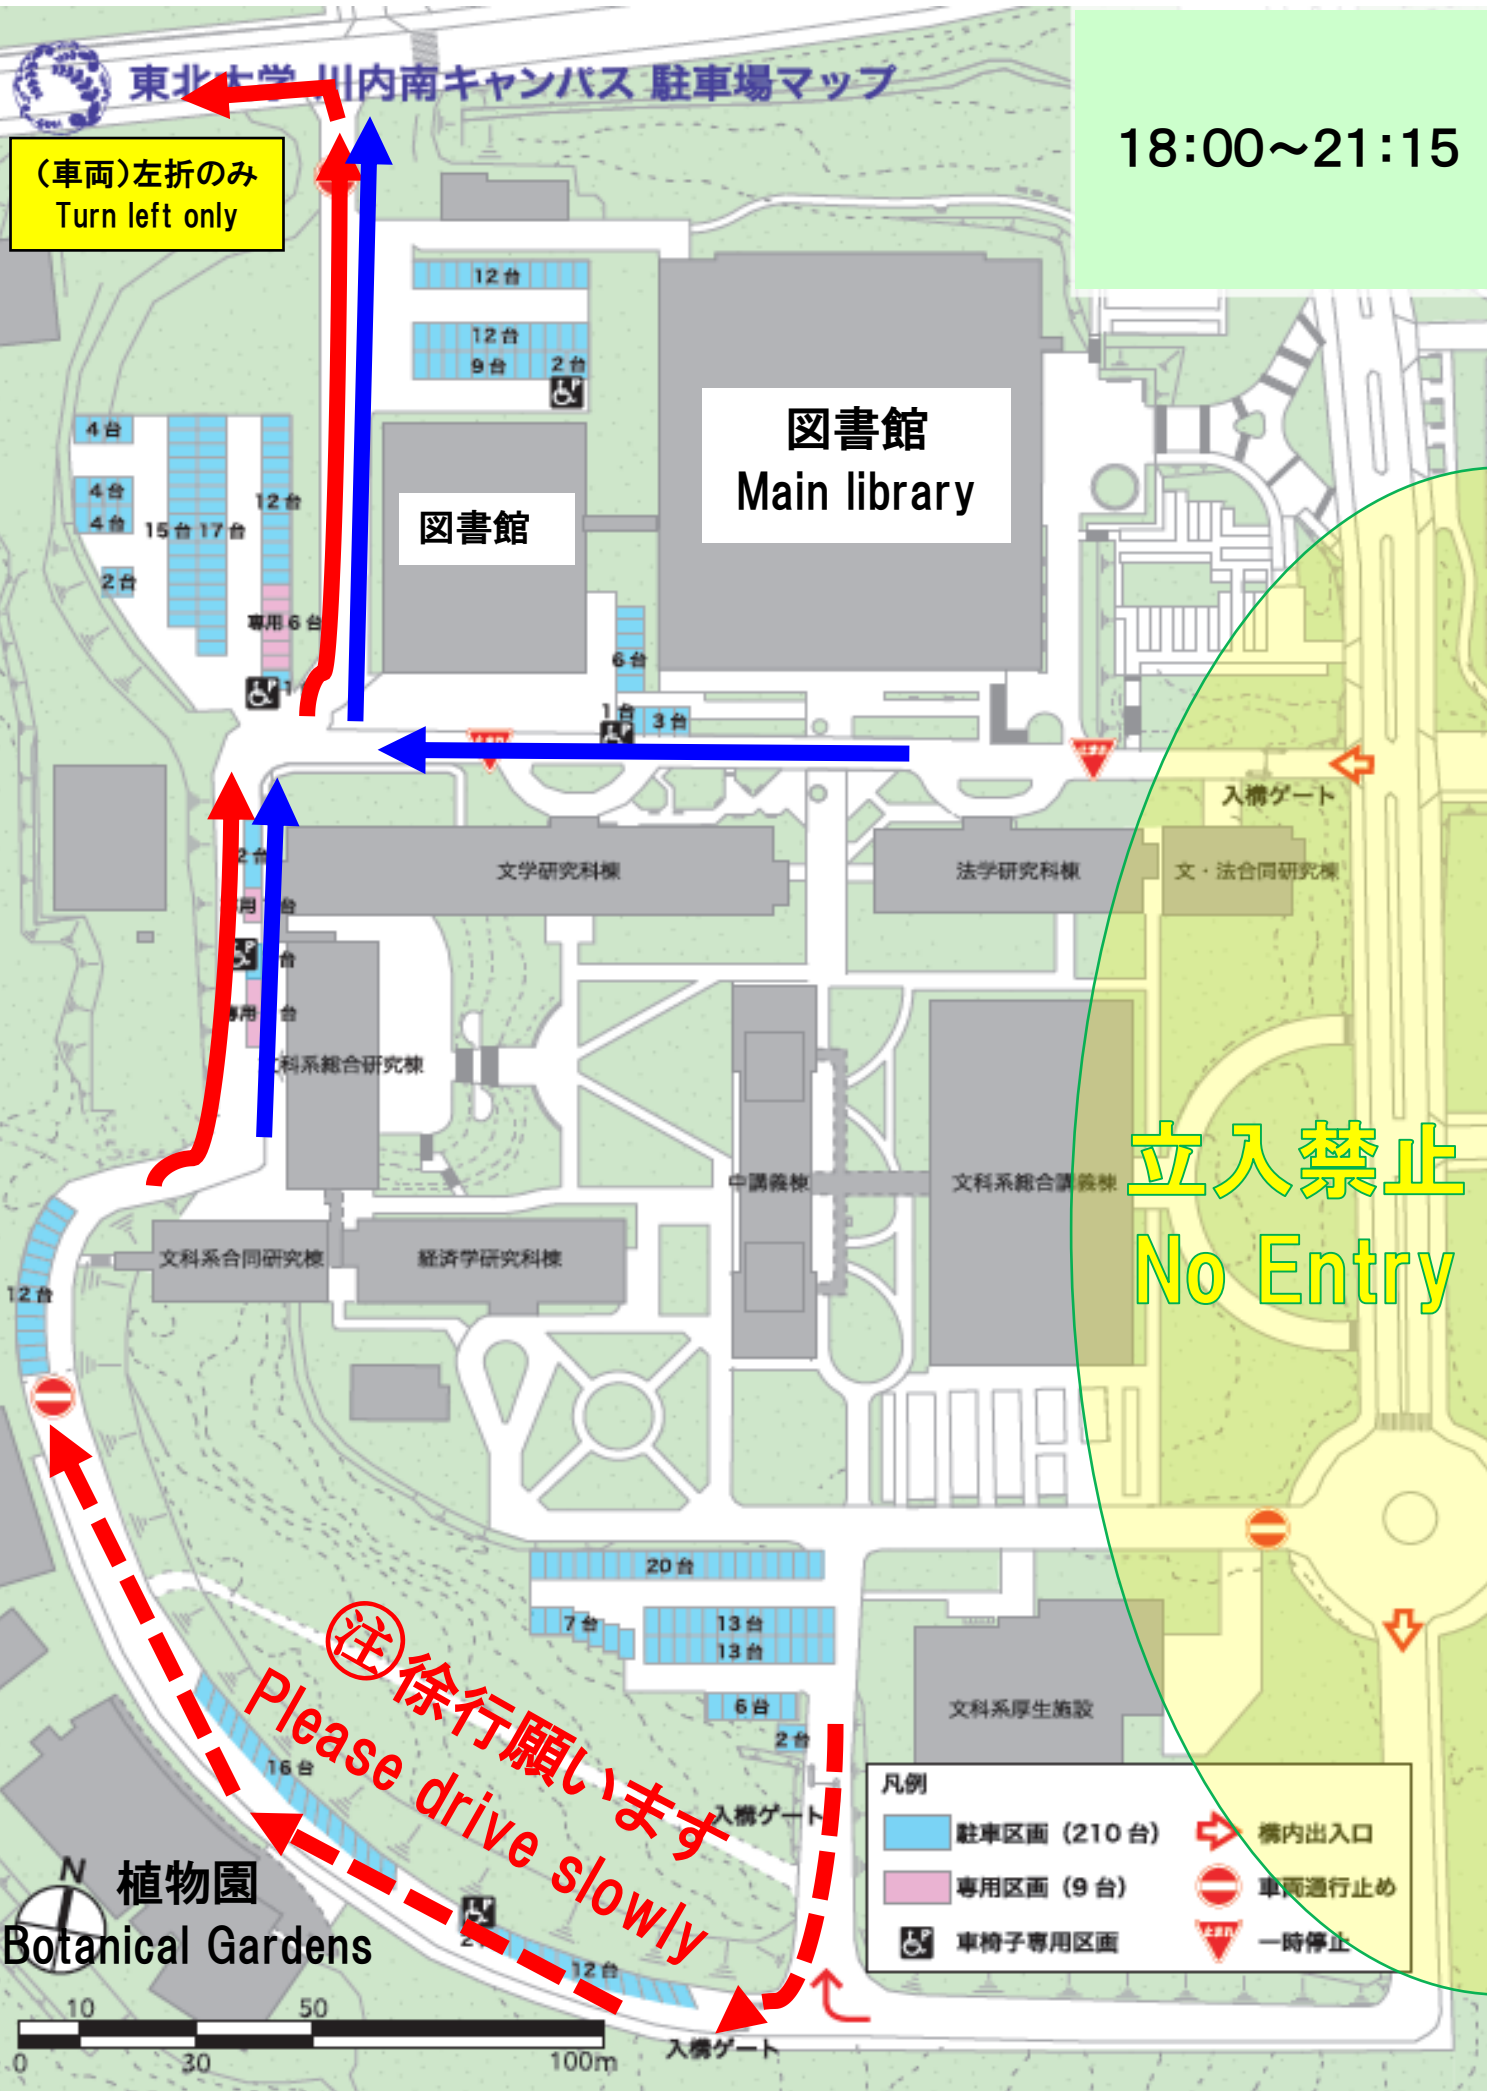 東北大学 川内南キャンパス 駐車場マップ
18:00～21:15
（車両）左折のみ
Turn left only
12台
12台
9台
2台
図書館
Main library
4台
4台
4台
2台
15台
17台
12台
専用 6台
図書館
6台
1台
3台
止まれ
止まれ
入構ゲート
2台
文学研究科棟
法学研究科棟
文・法合同研究棟
文科系総合研究棟
中講義棟
文科系総合講義棟
立入禁止
No Entry
文科系合同研究棟
経済学研究科棟
12台
20台
7台
13台
13台
6台
2台
文科系厚生施設
㊟徐行願います
Please drive slowly
16台
入構ゲート
12台
入構ゲート
N
植物園
Botanical Gardens
凡例
駐車区画（210台）
構内出入口
専用区画（9台）
車両通行止め
車椅子専用区画
止まれ
一時停止
10
50
0
30
100m